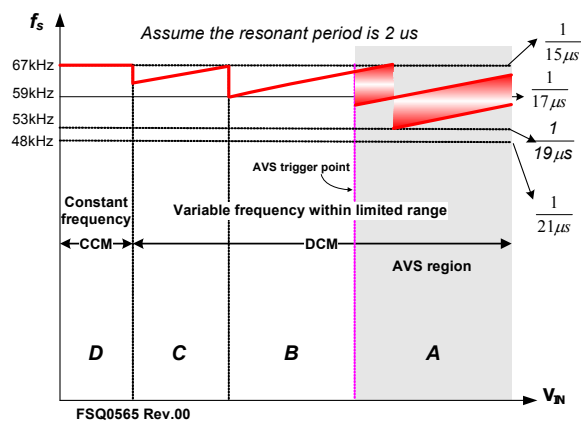 fs
Assume the resonant period is 2 us
67kHz
1
15μs
59kHz
1
17μs
53kHz
1
19μs
48kHz
1
21μs
AVS trigger point
Constant
frequency
Variable frequency within limited range
CCM
DCM
AVS region
D
C
B
A
VIN
FSQ0565 Rev.00